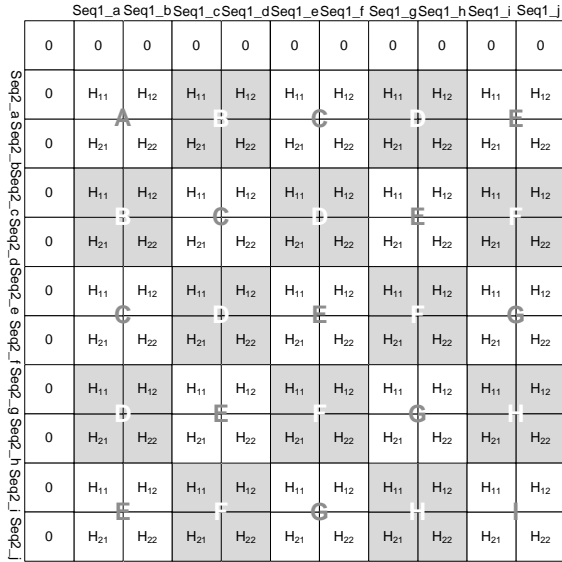 Seq1_a Seq1_b Seq1_c Seq1_d Seq1_e Seq1_f Seq1_g Seq1_h Seq1_i Seq1_j
0 0 0 0 0 0 0 0 0 0 0
Seq2_a Seq2_b Seq2_c Seq2_d Seq2_e Seq2_f Seq2_g Seq2_h Seq2_i Seq2_j
0 H₁₁ H₁₂ H₁₁ H₁₂ H₁₁ H₁₂ H₁₁ H₁₂ H₁₁ H₁₂
A B C D E
0 H₂₁ H₂₂ H₂₁ H₂₂ H₂₁ H₂₂ H₂₁ H₂₂ H₂₁ H₂₂
0 H₁₁ H₁₂ H₁₁ H₁₂ H₁₁ H₁₂ H₁₁ H₁₂ H₁₁ H₁₂
B C D E F
0 H₂₁ H₂₂ H₂₁ H₂₂ H₂₁ H₂₂ H₂₁ H₂₂ H₂₁ H₂₂
0 H₁₁ H₁₂ H₁₁ H₁₂ H₁₁ H₁₂ H₁₁ H₁₂ H₁₁ H₁₂
C D E F G
0 H₂₁ H₂₂ H₂₁ H₂₂ H₂₁ H₂₂ H₂₁ H₂₂ H₂₁ H₂₂
0 H₁₁ H₁₂ H₁₁ H₁₂ H₁₁ H₁₂ H₁₁ H₁₂ H₁₁ H₁₂
D E F G H
0 H₂₁ H₂₂ H₂₁ H₂₂ H₂₁ H₂₂ H₂₁ H₂₂ H₂₁ H₂₂
0 H₁₁ H₁₂ H₁₁ H₁₂ H₁₁ H₁₂ H₁₁ H₁₂ H₁₁ H₁₂
E F G H I
0 H₂₁ H₂₂ H₂₁ H₂₂ H₂₁ H₂₂ H₂₁ H₂₂ H₂₁ H₂₂